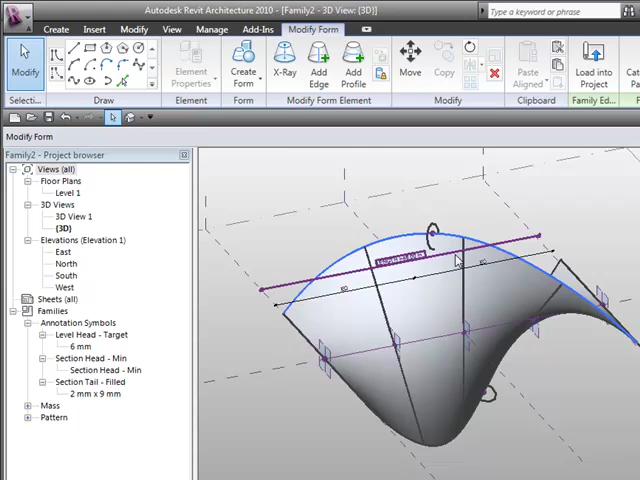 Autodesk Revit Architecture 2010 - [Family2 - 3D View: {3D}]
Type a keyword or phrase
Create Insert Modify View Manage Add-Ins Modify Form
Modify
Element Properties
Create Form
X-Ray
Add Edge
Add Profile
Move
Copy
Paste Aligned
Load into Project
Selecti...
Draw
Element
Form
Modify Form Element
Modify
Clipboard
Family Ed...
Modify Form
Family2 - Project browser
Views (all)
Floor Plans
Level 1
3D Views
3D View 1
{3D}
Elevations (Elevation 1)
East
North
South
West
Sheets (all)
Families
Annotation Symbols
Level Head - Target
6 mm
Section Head - Min
Section Head - Min
Section Tail - Filled
2 mm x 9 mm
Mass
Pattern